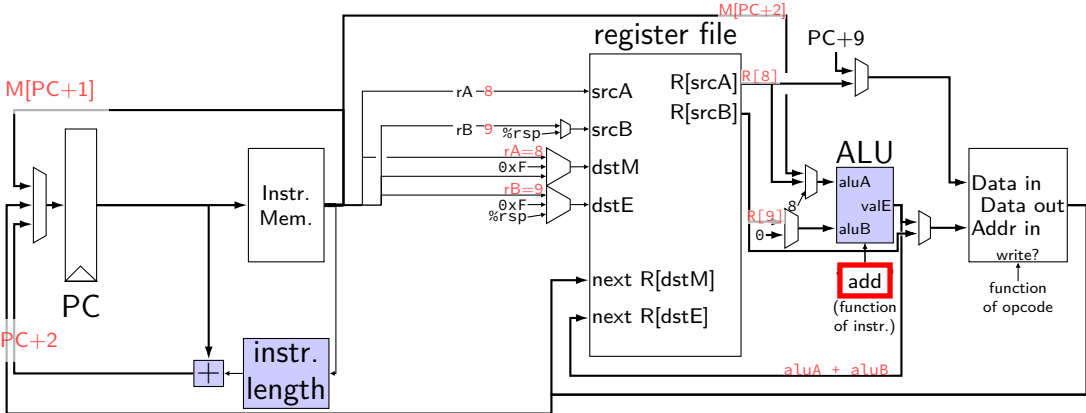 M[PC+2]
register file
PC+9
M[PC+1]
R[srcA]
R[8]
rA 8
srcA
R[srcB]
rB 9
%rsp
srcB
rA=8
0xF
dstM
rB=9
0xF
%rsp
dstE
ALU
aluA
valE
aluB
8
R[9]
0
Instr.
Mem.
Data in
Data out
Addr in
write?
function
of opcode
add
(function
of instr.)
PC
next R[dstM]
next R[dstE]
PC+2
instr.
length
+
aluA + aluB